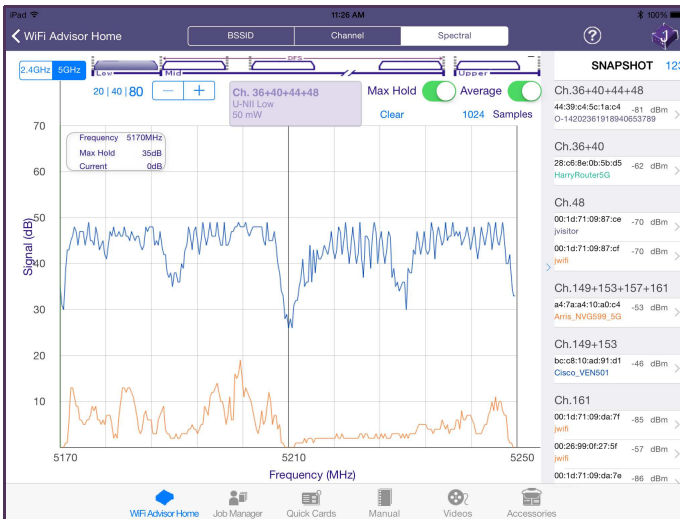 iPad 11:26 AM 100%
WiFi Advisor Home BSSID Channel Spectral ? J
2.4GHz 5GHz Low Mid DFS Upper
20 | 40 | 80 − + Ch. 36+40+44+48 Max Hold Average
U-NII Low
50 mW Clear 1024 Samples
Frequency 5170MHz
Max Hold 35dB
Current 0dB
Signal (dB)
70
60
50
40
30
20
10
5170 5210 5250
Frequency (MHz)
SNAPSHOT 123
Ch.36+40+44+48
44:39:c4:5c:1a:c4 -81 dBm
O-14202361918940653789
Ch.36+40
28:c6:8e:0b:5b:d5 -62 dBm
HarryRouter5G
Ch.48
00:1d:71:09:87:ce -70 dBm
jvisitor
00:1d:71:09:87:cf -70 dBm
jwifi
Ch.149+153+157+161
a4:7a:a4:10:a0:c4 -53 dBm
Arris_NVG599_5G
Ch.149+153
bc:c8:10:ad:91:d1 -46 dBm
Cisco_VEN501
Ch.161
00:1d:71:09:da:7f -85 dBm
jwifi
00:26:99:0f:27:5f -57 dBm
jwifi
00:1d:71:09:da:7e -86 dBm
WiFi Advisor Home Job Manager Quick Cards Manual Videos Accessories